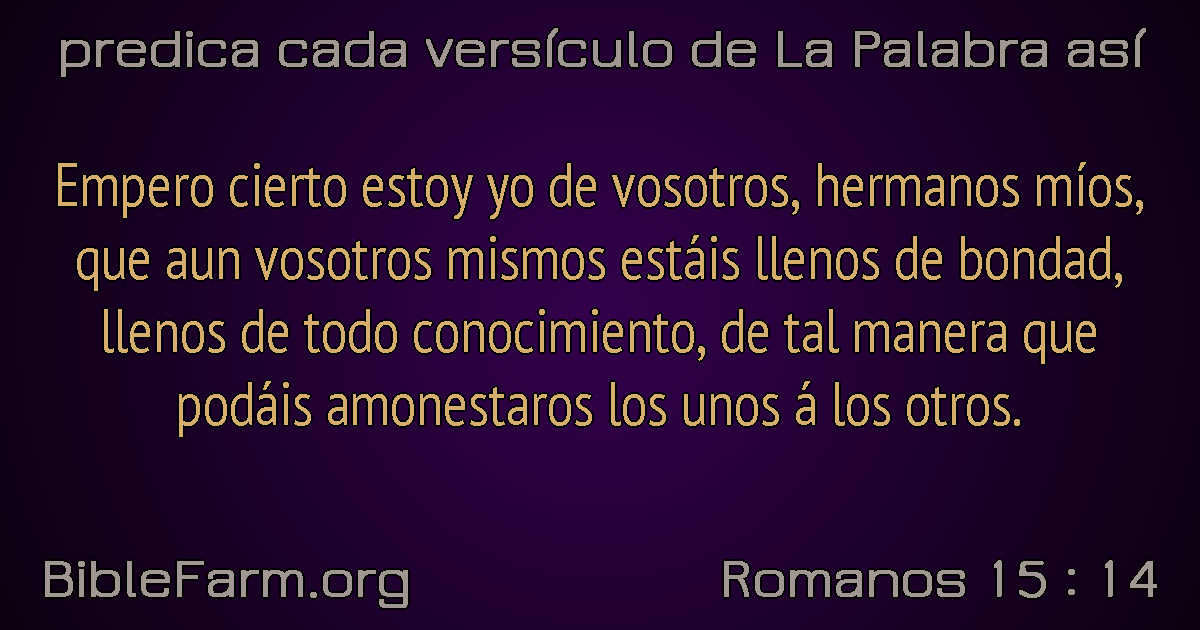 predica cada versículo de La Palabra así
Empero cierto estoy yo de vosotros, hermanos míos,
que aun vosotros mismos estáis llenos de bondad,
llenos de todo conocimiento, de tal manera que
podáis amonestaros los unos á los otros.
BibleFarm.org
Romanos 15 : 14